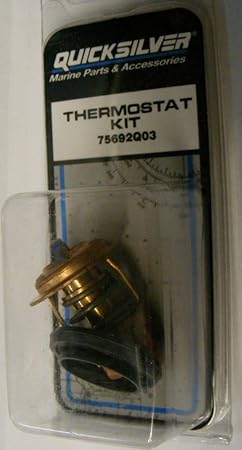 QUICKSILVER
Marine Parts & Accessories
THERMOSTAT
KIT
75692Q03